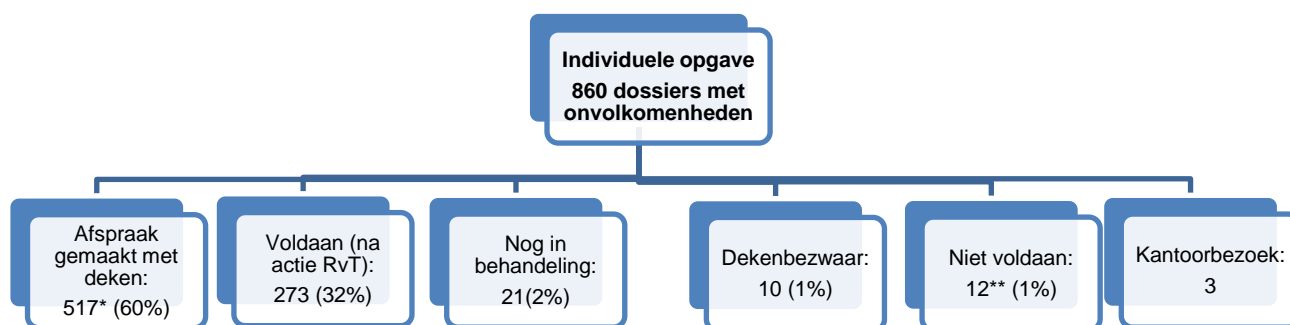 Individuele opgave
860 dossiers met
onvolkomenheden
Afspraak
gemaakt met
deken:
517* (60%)
Voldaan (na
actie RvT):
273 (32%)
Nog in
behandeling:
21(2%)
Dekenbezwaar:
10 (1%)
Niet voldaan:
12** (1%)
Kantoorbezoek:
3